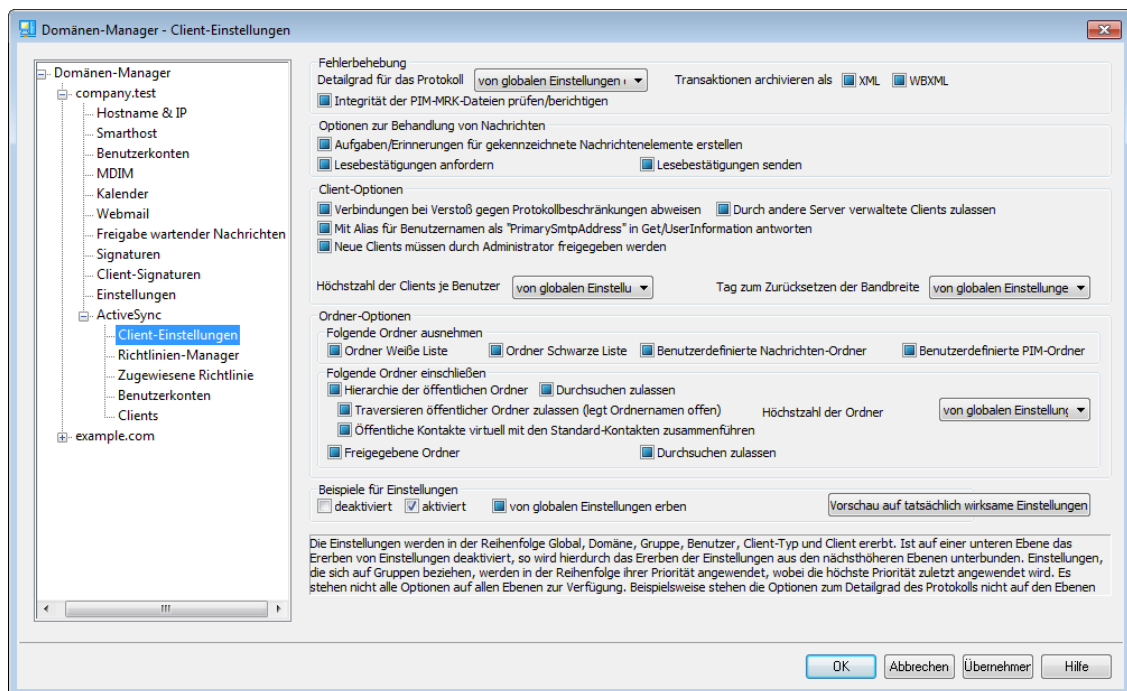 Domänen-Manager - Client-Einstellungen
Domänen-Manager
company.test
Hostname & IP
Smarthost
Benutzerkonten
MDIM
Kalender
Webmail
Freigabe wartender Nachrichten
Signaturen
Client-Signaturen
Einstellungen
ActiveSync
Client-Einstellungen
Richtlinien-Manager
Zugewiesene Richtlinie
Benutzerkonten
Clients
example.com
Fehlerbehebung
Detailgrad für das Protokoll von globalen Einstellungen Transaktionen archivieren als XML WBXML
Integrität der PIM-MRK-Dateien prüfen/berichtigen
Optionen zur Behandlung von Nachrichten
Aufgaben/Erinnerungen für gekennzeichnete Nachrichtenelemente erstellen
Lesebestätigungen anfordern Lesebestätigungen senden
Client-Optionen
Verbindungen bei Verstoß gegen Protokollbeschränkungen abweisen Durch andere Server verwaltete Clients zulassen
Mit Alias für Benutzernamen als "PrimarySmtpAddress" in Get/UserInformation antworten
Neue Clients müssen durch Administrator freigegeben werden
Höchstzahl der Clients je Benutzer von globalen Einstellu Tag zum Zurücksetzen der Bandbreite von globalen Einstellunge
Ordner-Optionen
Folgende Ordner ausnehmen
Ordner Weiße Liste Ordner Schwarze Liste Benutzerdefinierte Nachrichten-Ordner Benutzerdefinierte PIM-Ordner
Folgende Ordner einschließen
Hierarchie der öffentlichen Ordner Durchsuchen zulassen
Traversieren öffentlicher Ordner zulassen (legt Ordnernamen offen) Höchstzahl der Ordner von globalen Einstellung
Öffentliche Kontakte virtuell mit den Standard-Kontakten zusammenführen
Freigegebene Ordner Durchsuchen zulassen
Beispiele für Einstellungen
deaktiviert aktiviert von globalen Einstellungen erben Vorschau auf tatsächlich wirksame Einstellungen
Die Einstellungen werden in der Reihenfolge Global, Domäne, Gruppe, Benutzer, Client-Typ und Client ererbt. Ist auf einer unteren Ebene das
Ererben von Einstellungen deaktiviert, so wird hierdurch das Ererben der Einstellungen aus den nächsthöheren Ebenen unterbunden. Einstellungen,
die sich auf Gruppen beziehen, werden in der Reihenfolge ihrer Priorität angewendet, wobei die höchste Priorität zuletzt angewendet wird. Es
stehen nicht alle Optionen auf allen Ebenen zur Verfügung. Beispielsweise stehen die Optionen zum Detailgrad des Protokolls nicht auf den Ebenen
OK Abbrechen Übernehmer Hilfe